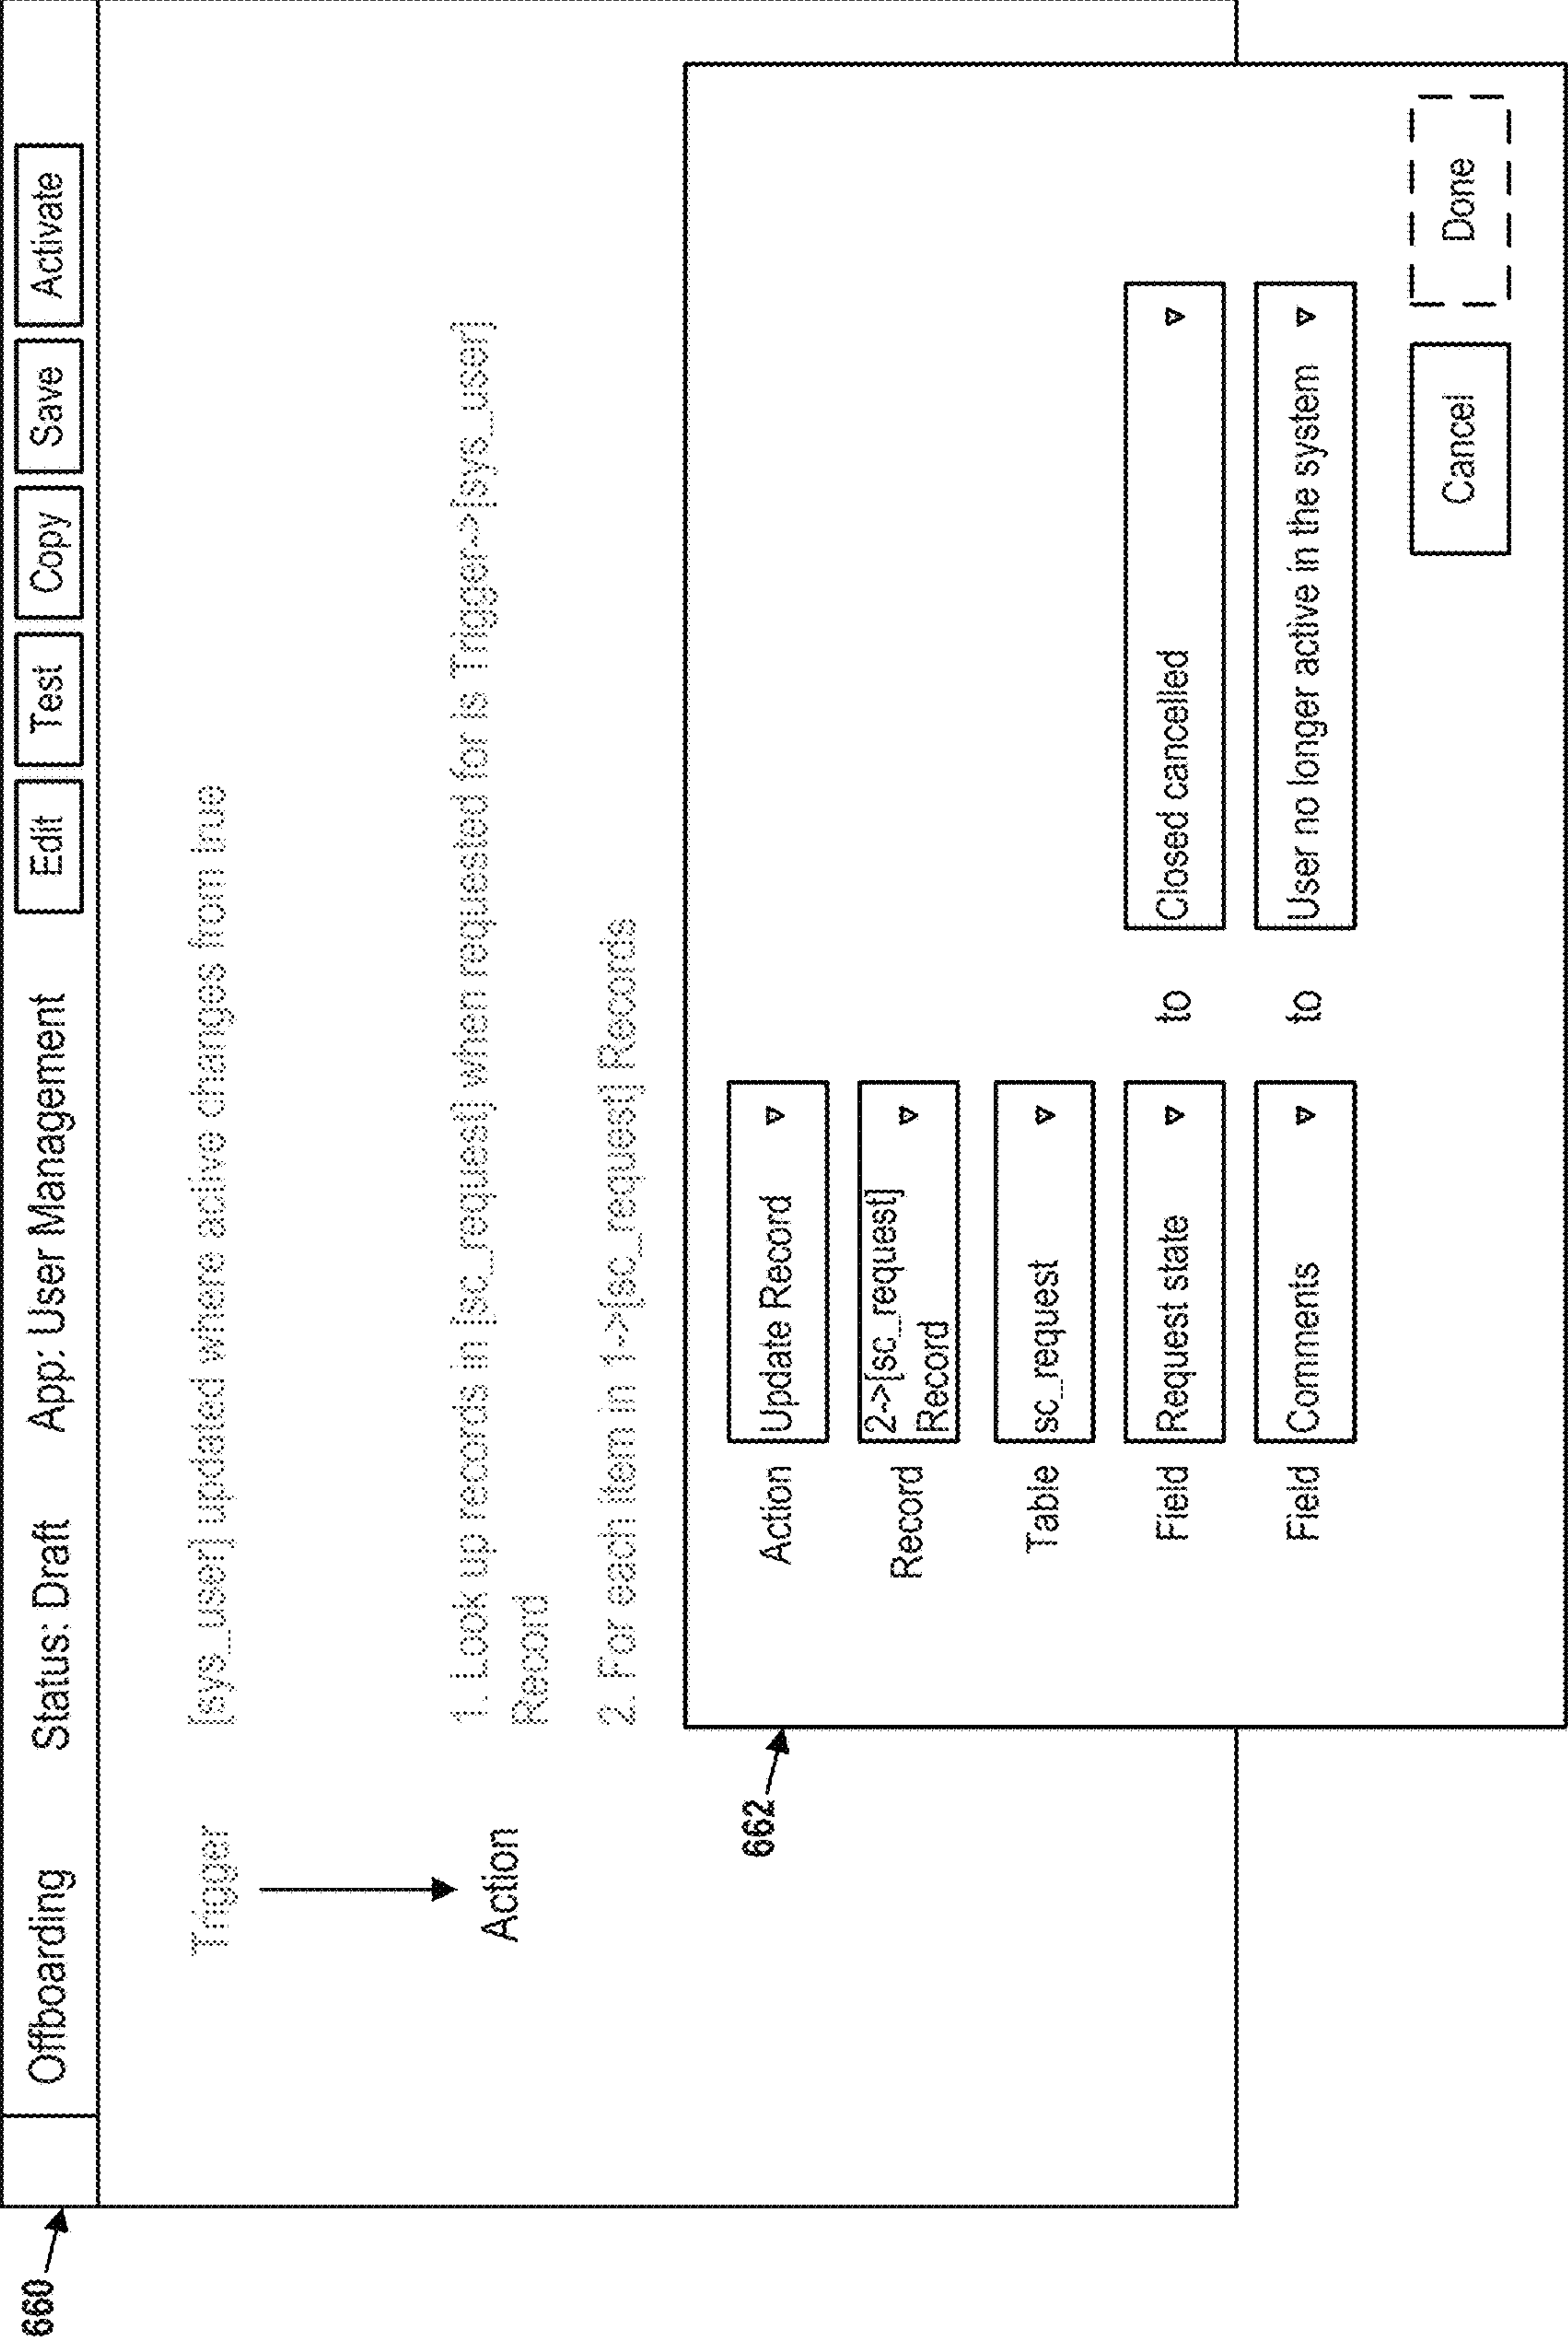 660
Offboarding Status: Draft App: User Management Edit Test Copy Save Activate
Trigger [sys_user] updated where active changes from true
Action
1. Look up records in [sc_request] when requested for is Trigger->[sys_user]
Record
2. For each item in 1->[sc_request] Records
662
Action Update Record
Record 2->[sc_request]
Record
Table sc_request
Field Request state to Closed cancelled
Field Comments to User no longer active in the system
Cancel Done